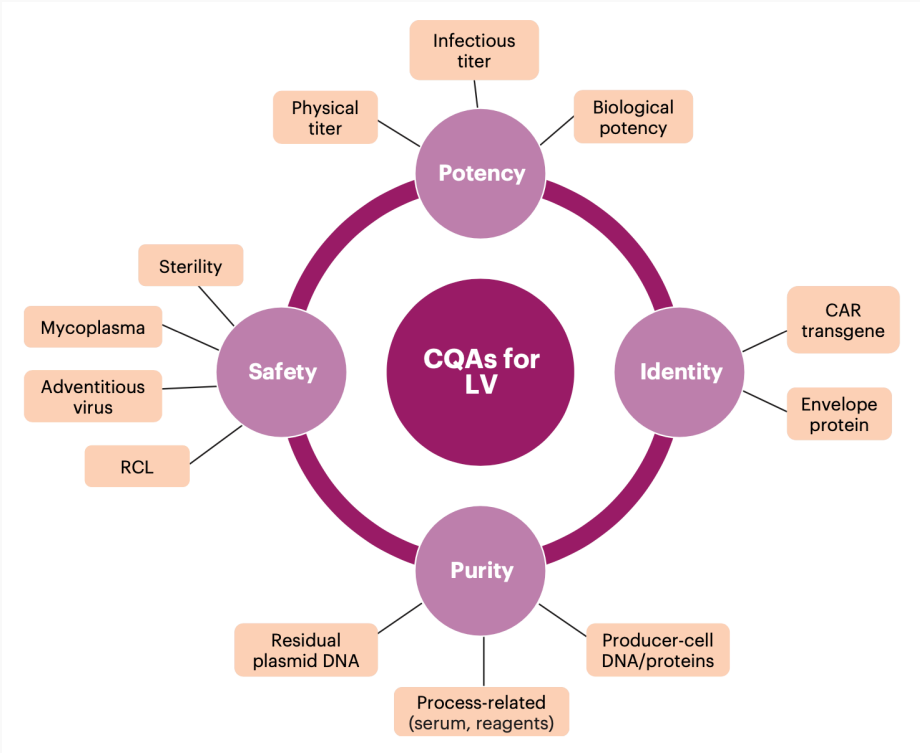 Infectious
titer
Physical
titer
Biological
potency
Potency
Sterility
Mycoplasma
Adventitious
virus
RCL
Safety
CQAs for
LV
Identity
CAR
transgene
Envelope
protein
Purity
Residual
plasmid DNA
Process-related
(serum, reagents)
Producer-cell
DNA/proteins